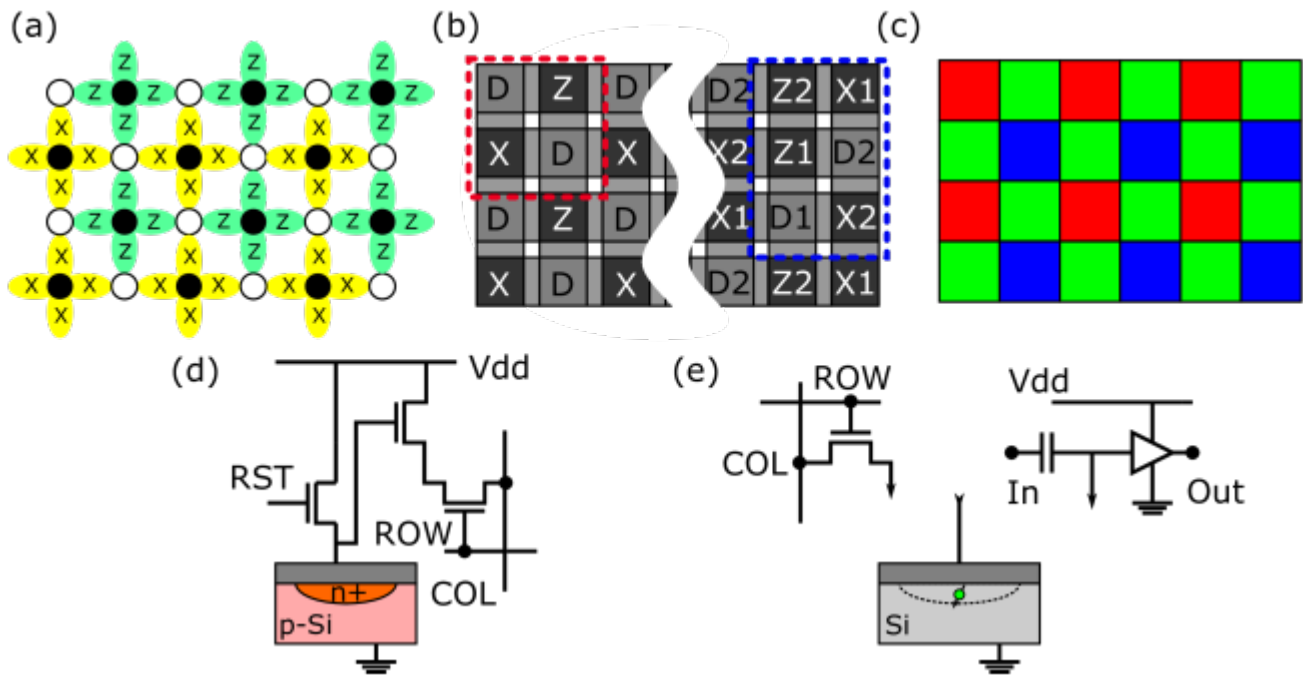 (a)
Z Z Z
Z Z Z Z Z Z
X Z X Z X Z
X X X X X X
X Z X Z X Z
Z Z Z Z Z Z
X Z X Z X Z
X X X X X X
X X X
(b)
D Z D D2 Z2 X1
X D X X2 Z1 D2
D Z D X1 D1 X2
X D X D2 Z2 X1
(c)
(d)
Vdd
RST
ROW
COL
n+
p-Si
(e)
ROW
COL
Vdd
In
Out
Si